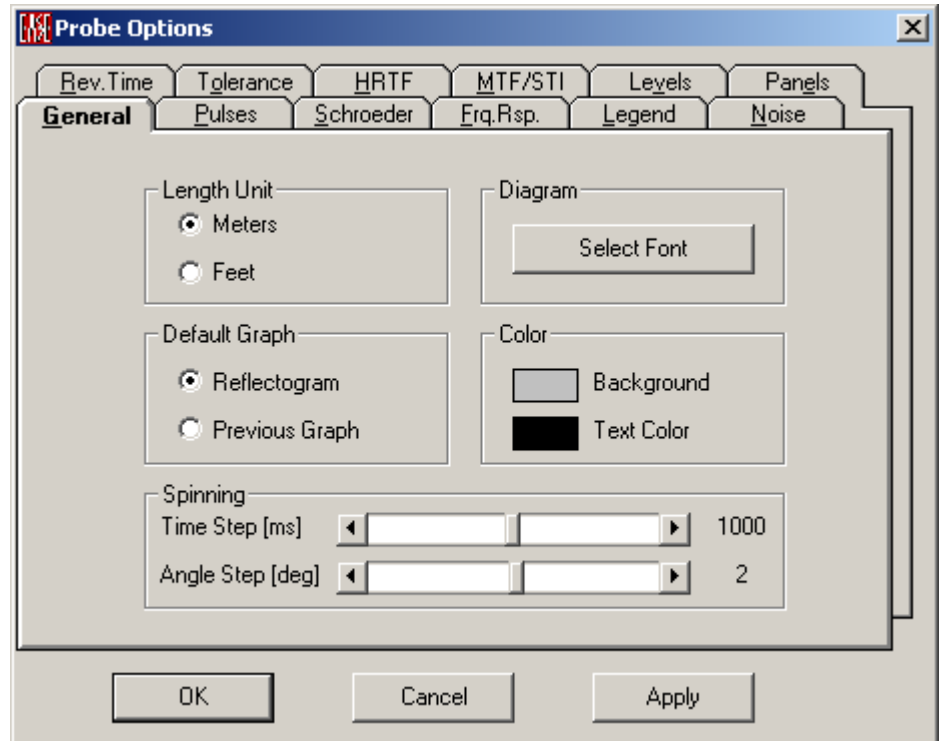 Probe Options
Rev.Time Tolerance HRTF MTF/STI Levels Panels
General Pulses Schroeder Frq.Rsp. Legend Noise
Length Unit Diagram
Meters Select Font
Feet
Default Graph Color
Reflectogram Background
Previous Graph Text Color
Spinning
Time Step [ms] 1000
Angle Step [deg] 2
OK Cancel Apply